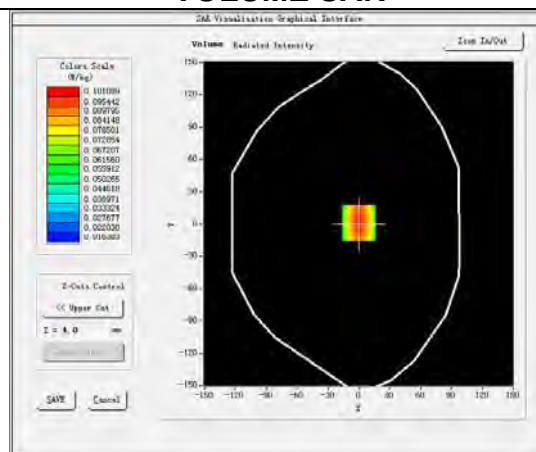 VOLUME SAR
SAR Visualisation Graphical Interface
Volume Radiated Intensity
Zoom In/Out
Colors Scale
(W/kg)
0.101089
0.095442
0.089795
0.084148
0.078501
0.072854
0.067207
0.061560
0.055912
0.050265
0.044618
0.038971
0.033324
0.027677
0.022030
0.016383
Z-Cuts Control
<< Upper Cut
Z = 4.0 mm
SAVE
Cancel
150
120
90
60
30
0
-30
-60
-90
-120
-150
Y
-150 -120 -90 -60 -30 0 30 60 90 120 150
X